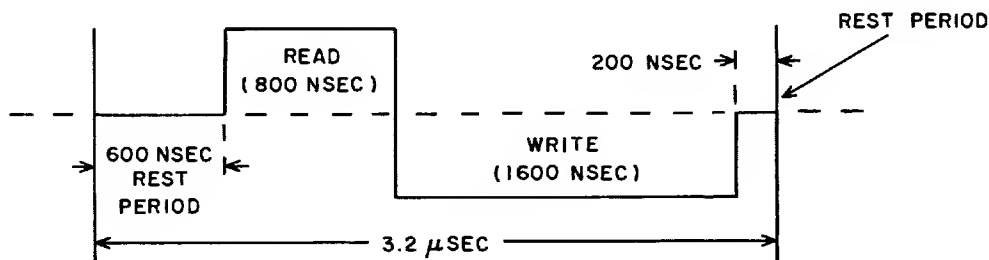 REST PERIOD
READ
(800 NSEC)
200 NSEC
600 NSEC
REST
PERIOD
WRITE
(1600 NSEC)
3.2 μSEC